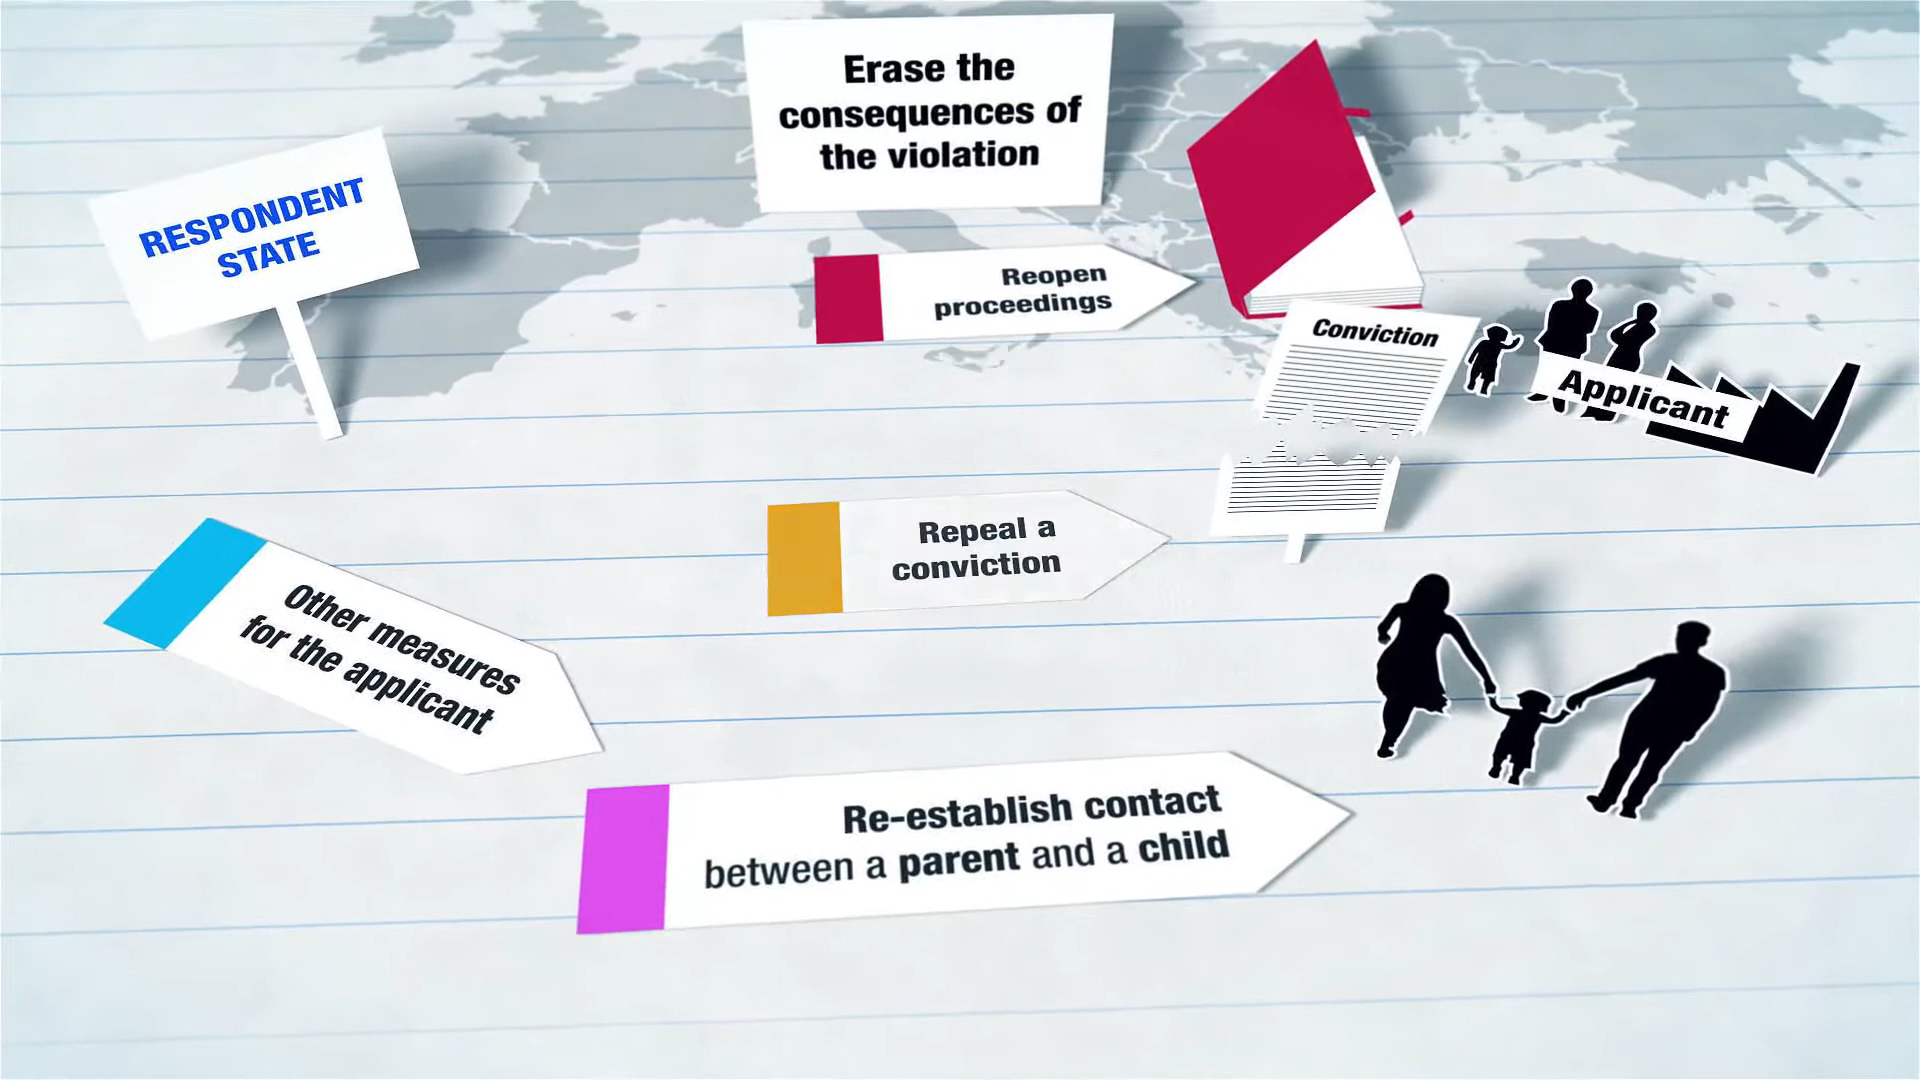 Erase the
consequences of
the violation
RESPONDENT
STATE
Reopen
proceedings
Conviction
Applicant
Repeal a
conviction
Other measures
for the applicant
Re-establish contact
between a parent and a child